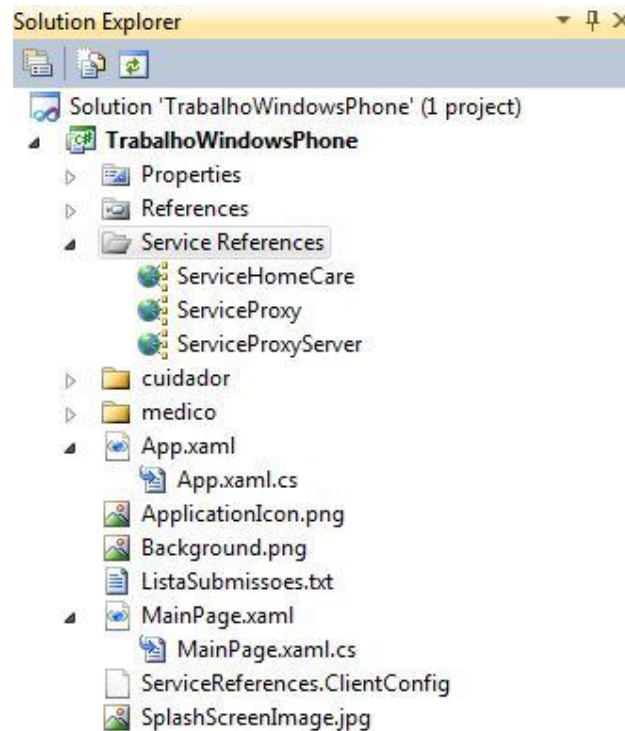 Solution Explorer
Solution 'TrabalhoWindowsPhone' (1 project)
TrabalhoWindowsPhone
Properties
References
Service References
ServiceHomeCare
ServiceProxy
ServiceProxyServer
cuidador
medico
App.xaml
App.xaml.cs
ApplicationIcon.png
Background.png
ListaSubmissoes.txt
MainPage.xaml
MainPage.xaml.cs
ServiceReferences.ClientConfig
SplashScreenImage.jpg